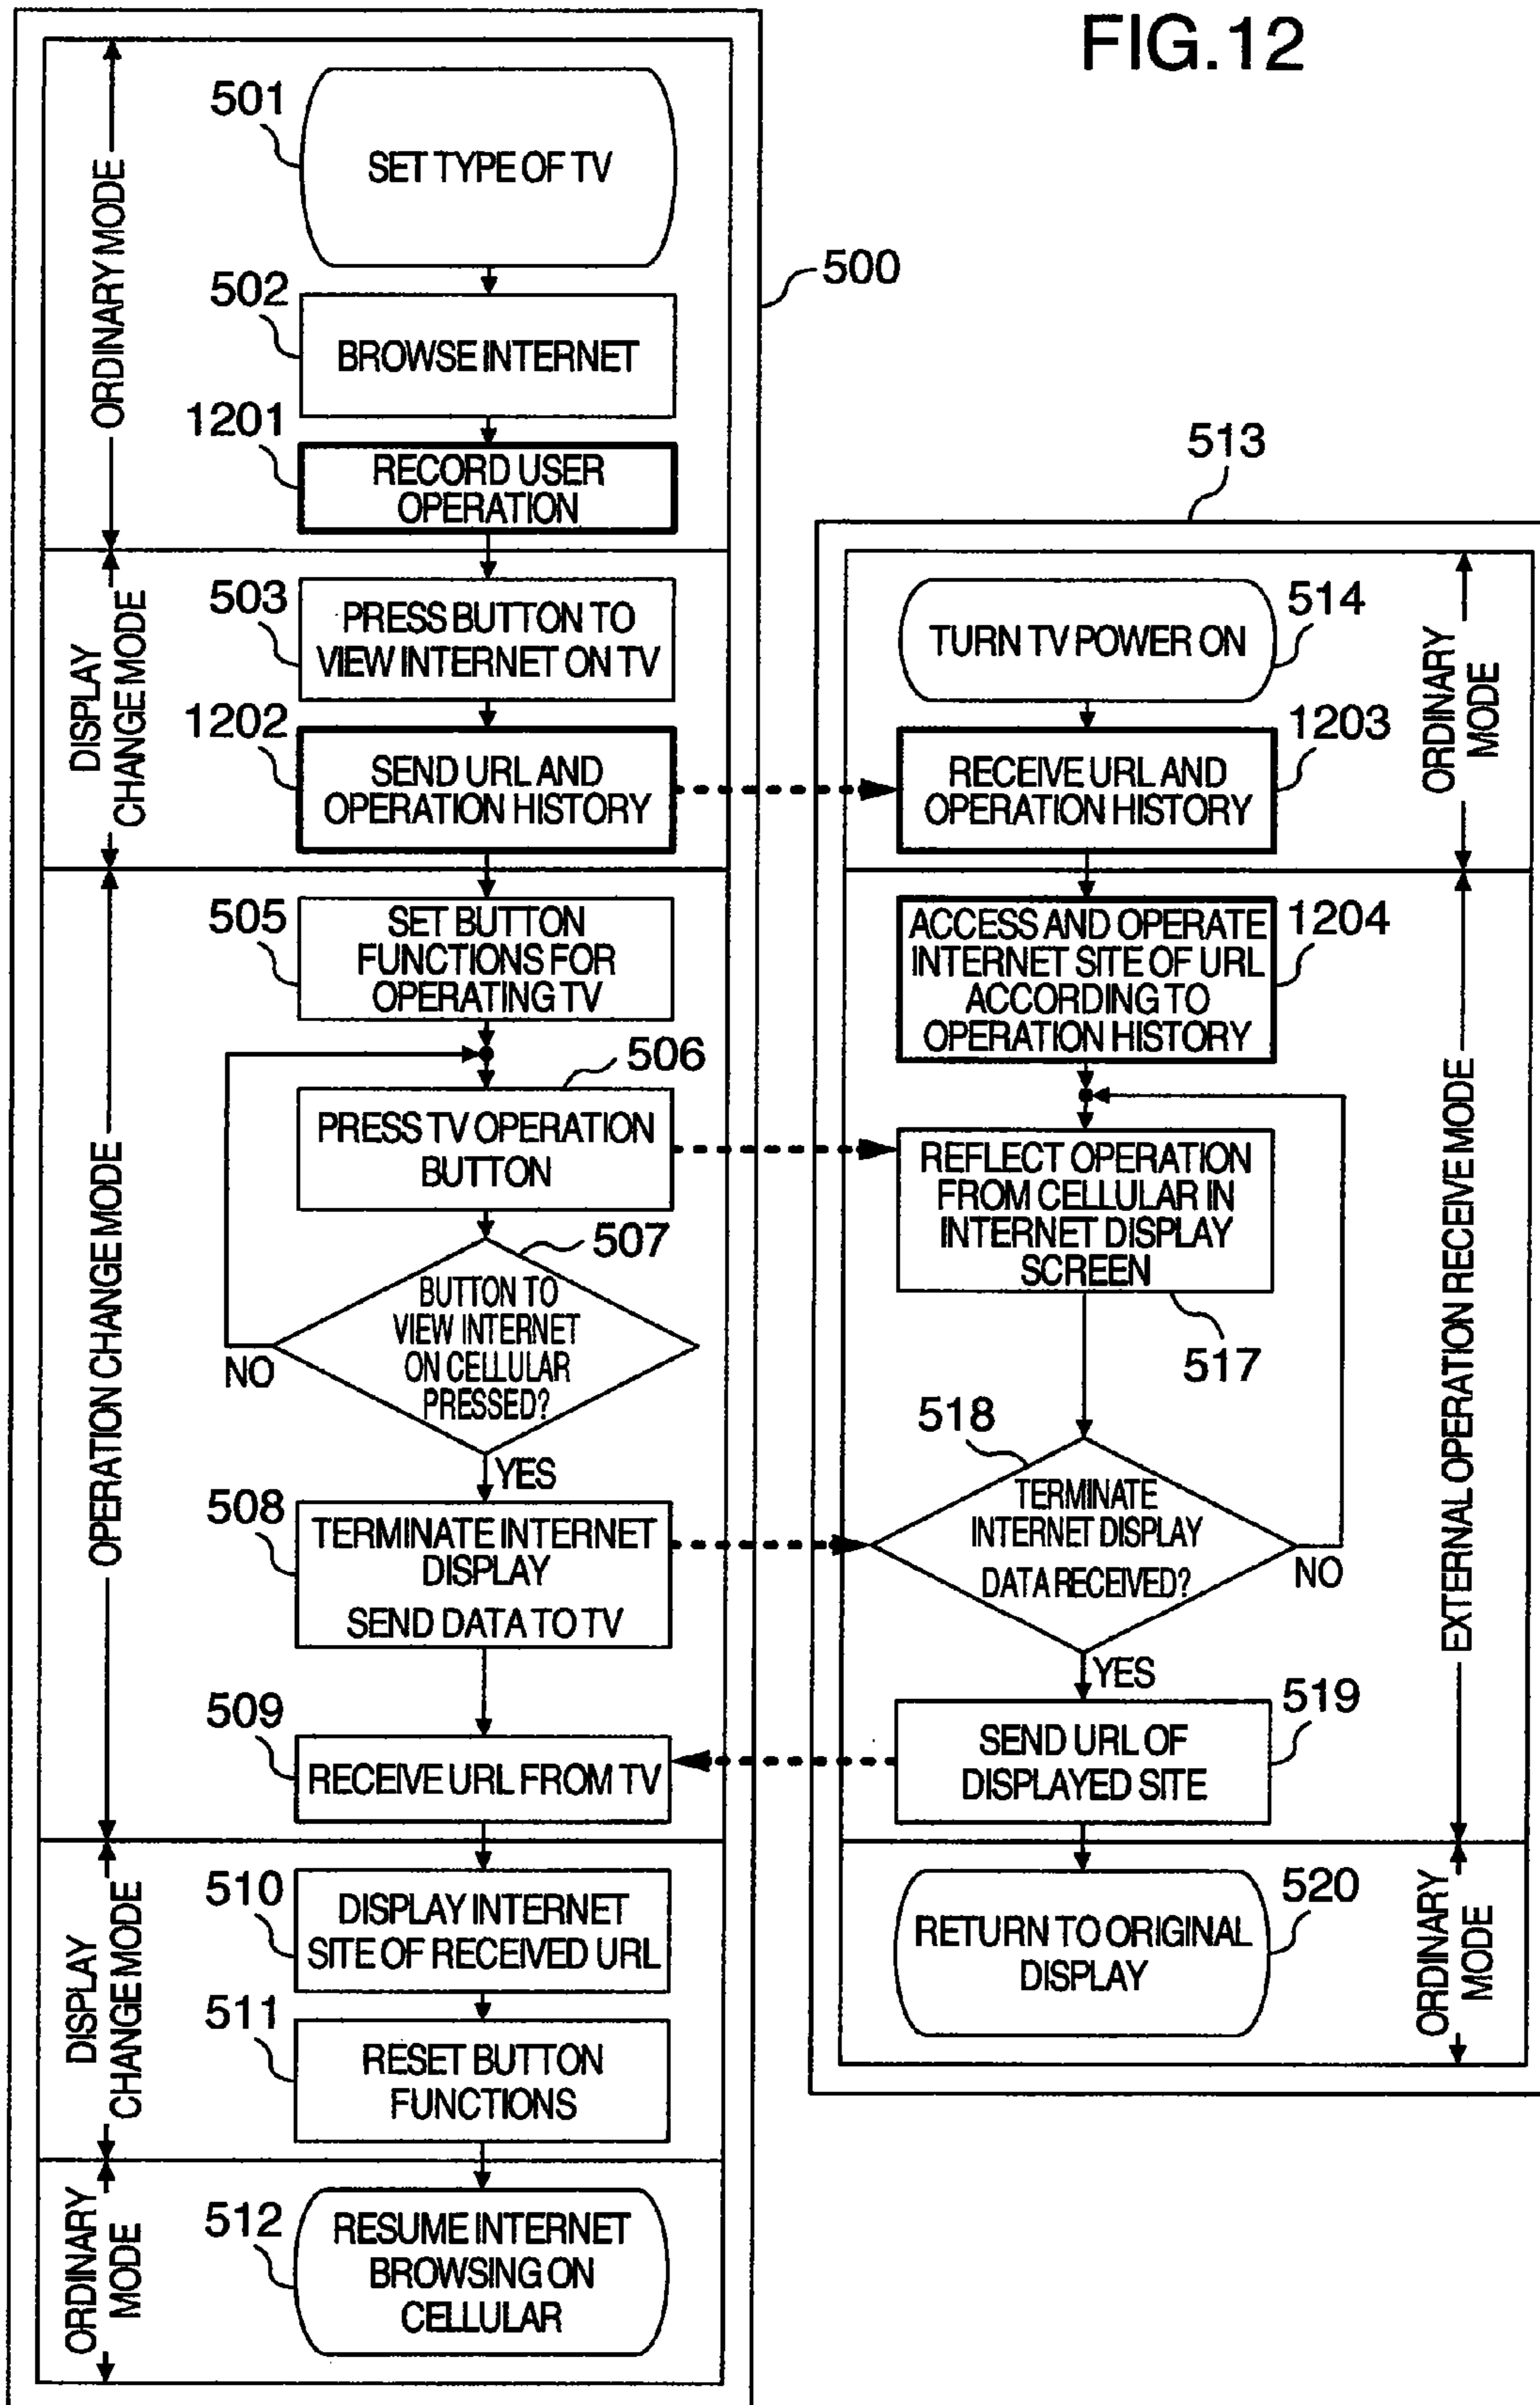 FIG.12
500
ORDINARY MODE
501
SET TYPE OF TV
502
BROWSE INTERNET
1201
RECORD USER
OPERATION
DISPLAY
CHANGE MODE
503
PRESS BUTTON TO
VIEW INTERNET ON TV
1202
SEND URL AND
OPERATION HISTORY
OPERATION CHANGE MODE
505
SET BUTTON
FUNCTIONS FOR
OPERATING TV
506
PRESS TV OPERATION
BUTTON
507
BUTTON TO
VIEW INTERNET
ON CELLULAR
PRESSED?
NO
YES
508
TERMINATE INTERNET
DISPLAY
SEND DATA TO TV
509
RECEIVE URL FROM TV
DISPLAY
CHANGE MODE
510
DISPLAY INTERNET
SITE OF RECEIVED URL
511
RESET BUTTON
FUNCTIONS
ORDINARY
MODE
512
RESUME INTERNET
BROWSING ON
CELLULAR
513
ORDINARY
MODE
514
TURN TV POWER ON
1203
RECEIVE URL AND
OPERATION HISTORY
EXTERNAL OPERATION RECEIVE MODE
1204
ACCESS AND OPERATE
INTERNET SITE OF URL
ACCORDING TO
OPERATION HISTORY
REFLECT OPERATION
FROM CELLULAR IN
INTERNET DISPLAY
SCREEN
517
518
TERMINATE
INTERNET DISPLAY
DATA RECEIVED?
NO
YES
519
SEND URL OF
DISPLAYED SITE
ORDINARY
MODE
520
RETURN TO ORIGINAL
DISPLAY